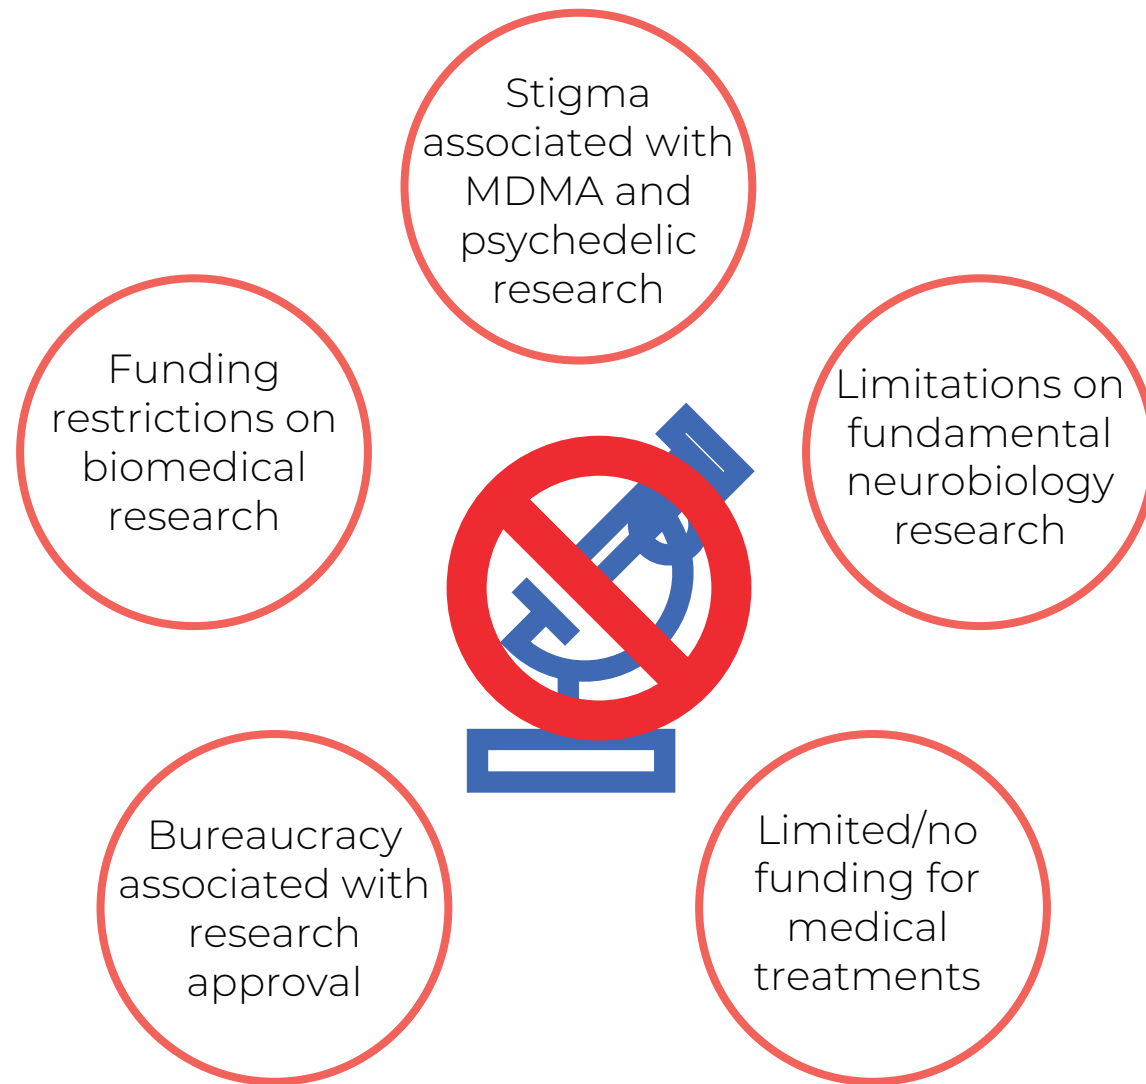 Stigma
associated with
MDMA and
psychedelic
research
Funding
restrictions on
biomedical
research
Limitations on
fundamental
neurobiology
research
Bureaucracy
associated with
research
approval
Limited/no
funding for
medical
treatments